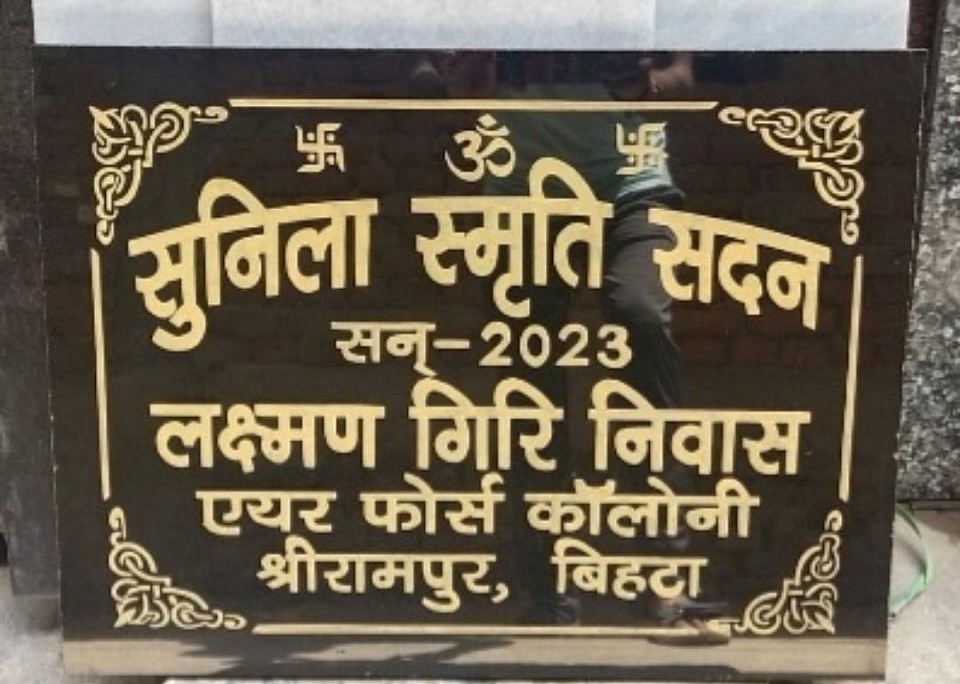 卐 ॐ 卐
सुनिला स्मृति सदन
सन्-2023
लक्ष्मण गिरि निवास
एयर फोर्स कॉलोनी
श्रीरामपुर, बिहटा